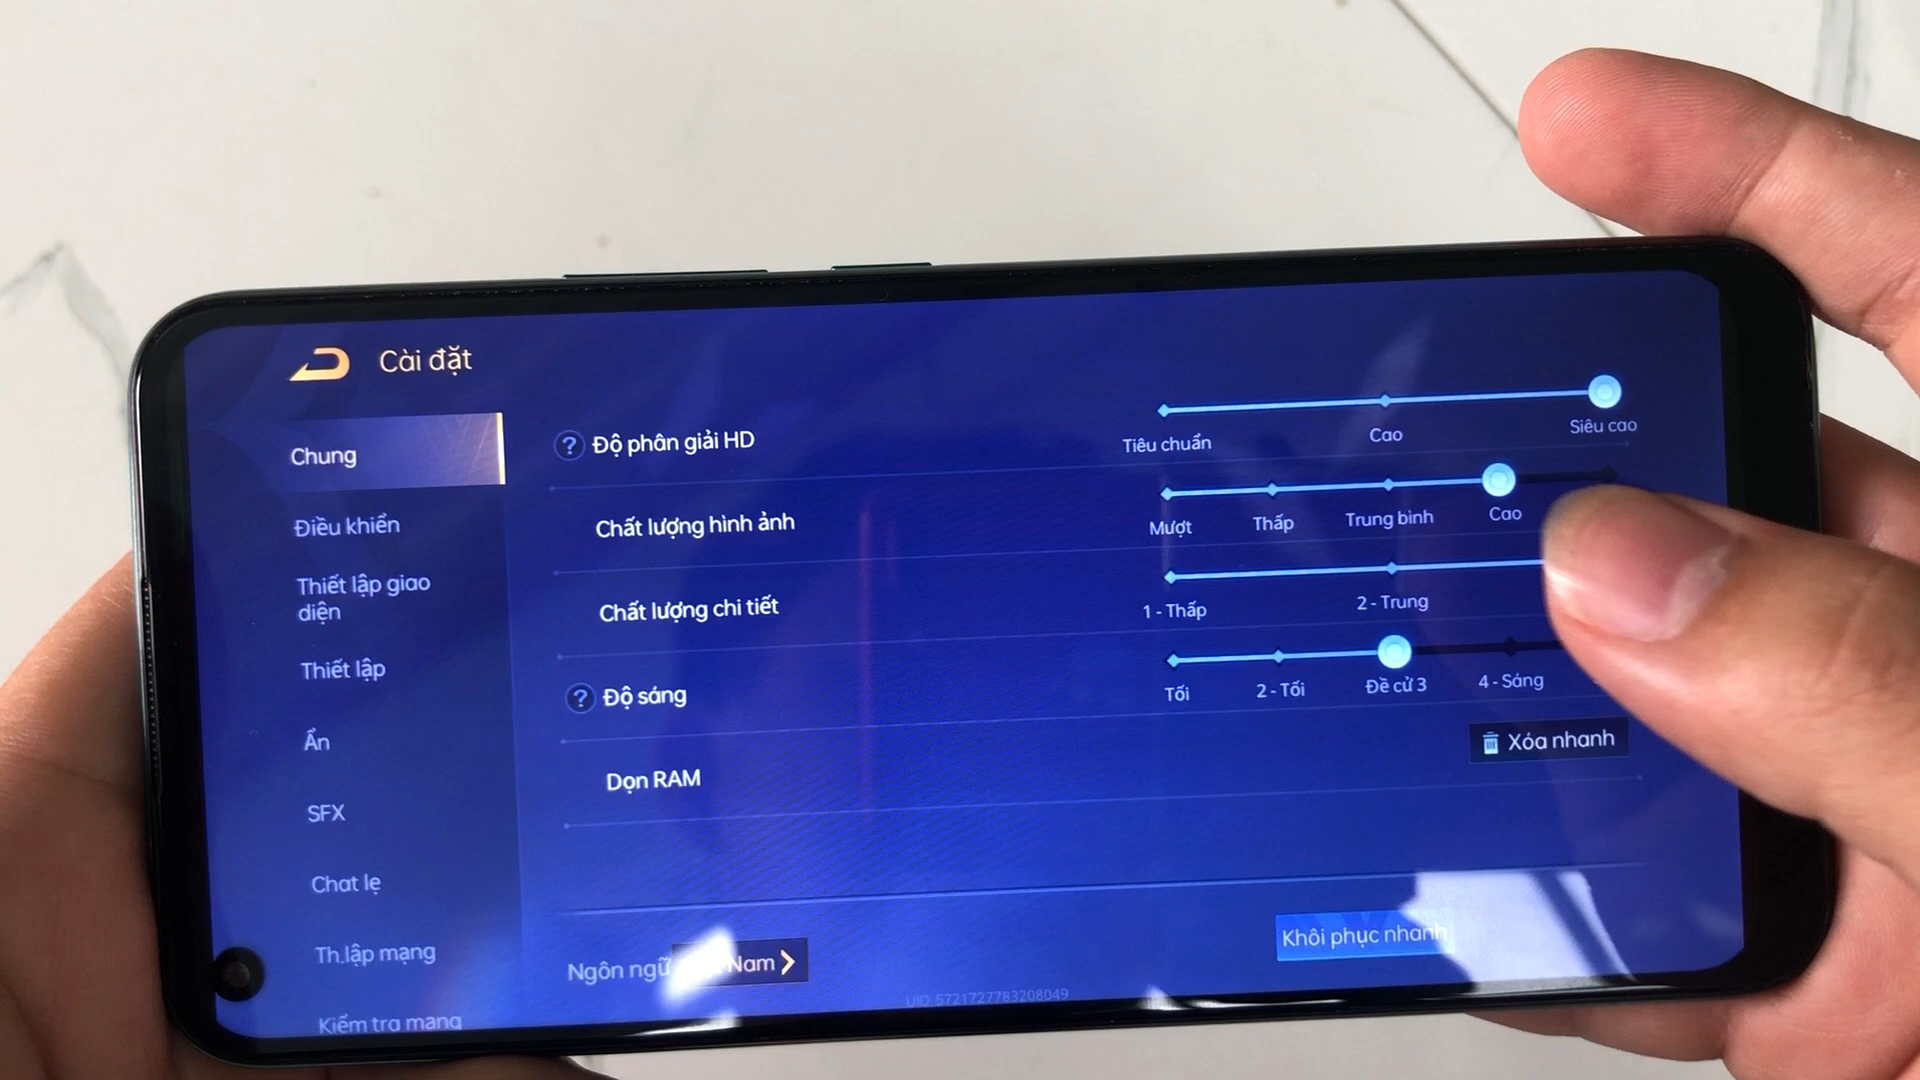 Cài đặt
Chung
Điều khiển
Thiết lập giao
diện
Thiết lập
Ẩn
SFX
Chat lẹ
Th.lập mạng
Kiểm tra mạng
Độ phân giải HD
Tiêu chuẩn
Cao
Siêu cao
Chất lượng hình ảnh
Mượt
Thấp
Trung bình
Cao
Chất lượng chi tiết
1 - Thấp
2 - Trung
Độ sáng
Tối
2 - Tối
Đề cử 3
4 - Sáng
Dọn RAM
Xóa nhanh
Ngôn ngữ
Nam
Khôi phục nhanh
UID: 5721727783208049